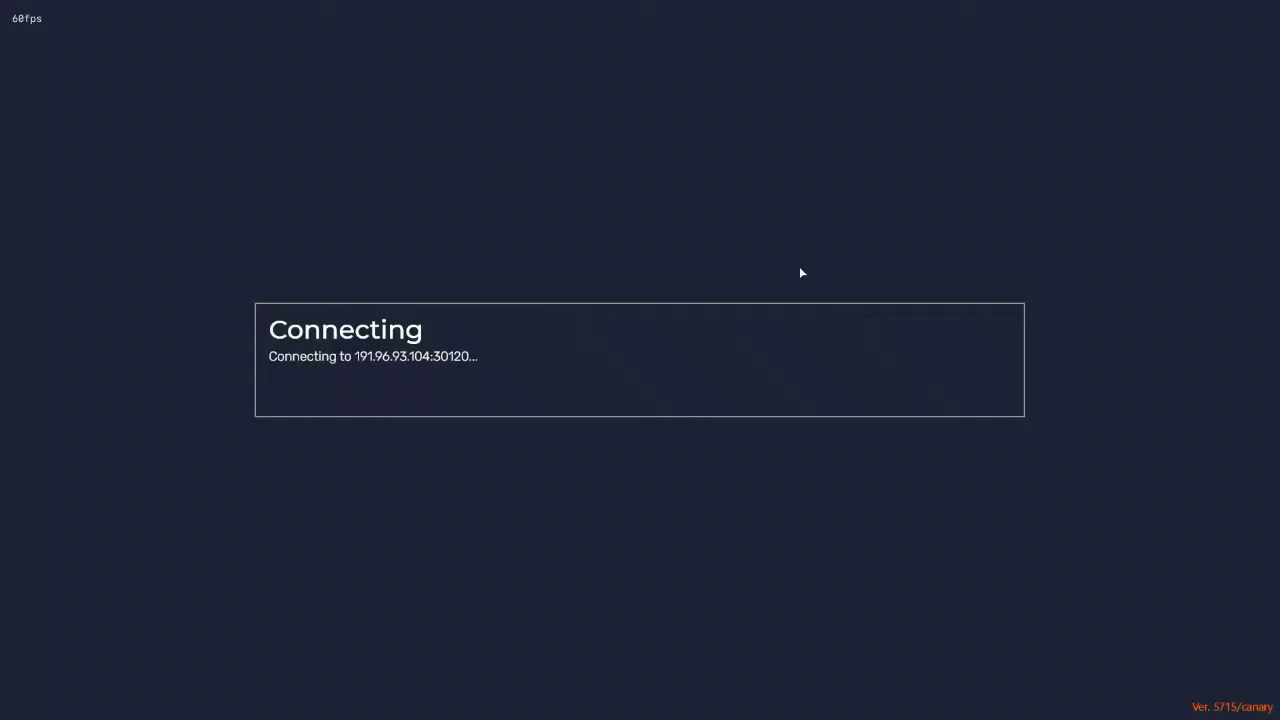 60fps
Connecting
Connecting to 191.96.93.104:30120...
Ver. 5715/canary